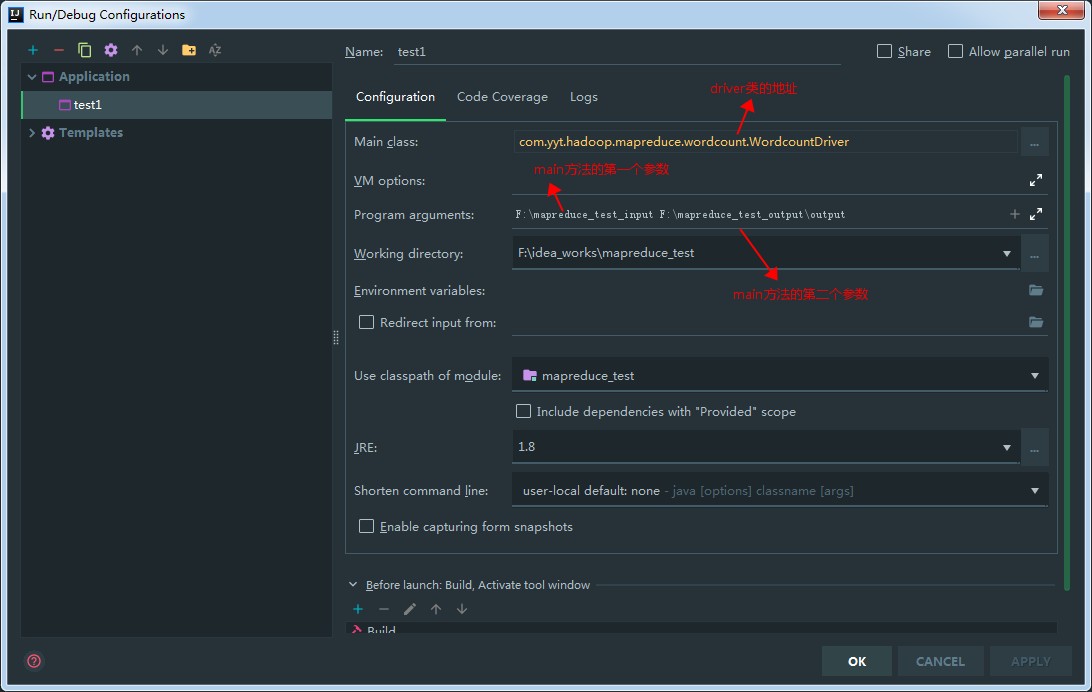 Run/Debug Configurations
Name: test1
Share
Allow parallel run
Application
test1
Templates
Configuration
Code Coverage
Logs
driver类的地址
Main class: com.yyt.hadoop.mapreduce.wordcount.WordcountDriver
...
main方法的第一个参数
VM options:
Program arguments: F:\mapreduce_test_input F:\mapreduce_test_output\output
Working directory: F:\idea_works\mapreduce_test
...
main方法的第二个参数
Environment variables:
Redirect input from:
Use classpath of module: mapreduce_test
Include dependencies with "Provided" scope
JRE: 1.8
...
Shorten command line: user-local default: none - java [options] classname [args]
Enable capturing form snapshots
Before launch: Build, Activate tool window
Build
OK
CANCEL
APPLY